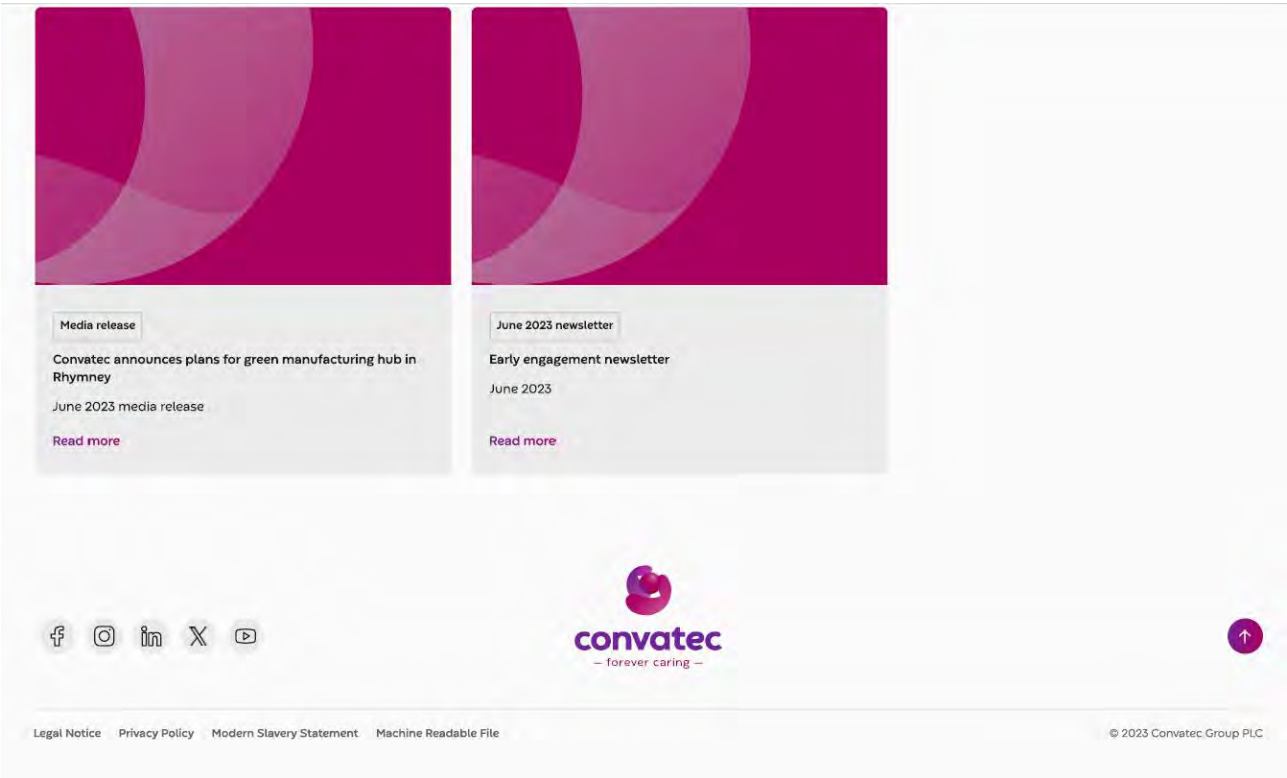 Media release
Convatec announces plans for green manufacturing hub in
Rhymney
June 2023 media release
Read more
June 2023 newsletter
Early engagement newsletter
June 2023
Read more
convatec
– forever caring –
Legal Notice Privacy Policy Modern Slavery Statement Machine Readable File
© 2023 Convatec Group PLC